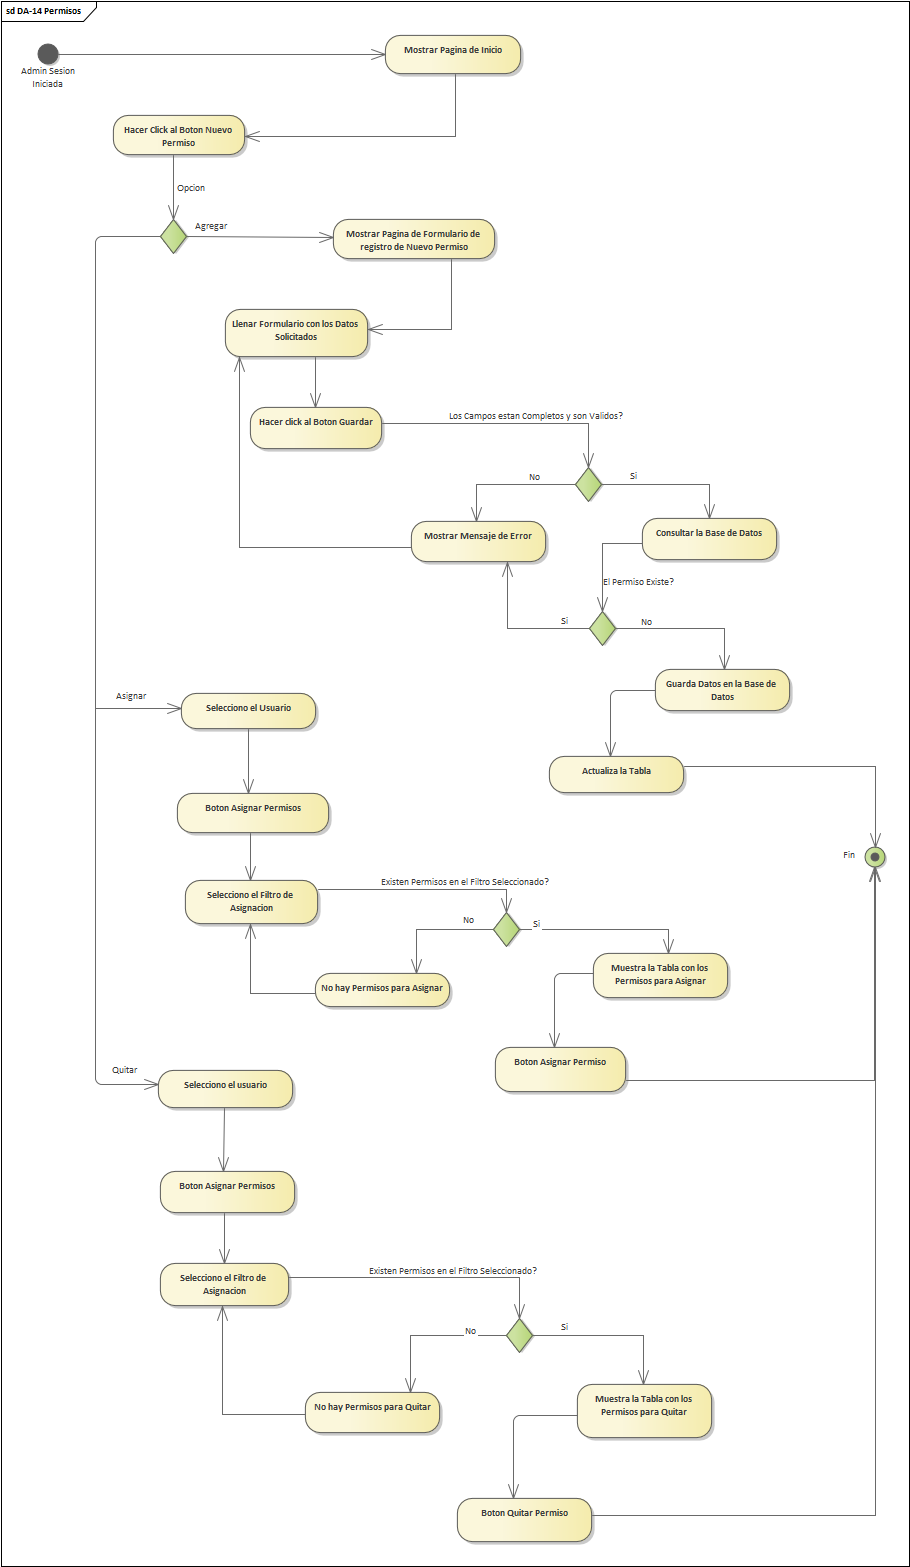 sd DA-14 Permisos
Mostrar Pagina de Inicio
Admin Sesion
Iniciada
Hacer Click al Boton Nuevo
Permiso
Opcion
Agregar
Mostrar Pagina de Formulario de
registro de Nuevo Permiso
Llenar Formulario con los Datos
Solicitados
Hacer click al Boton Guardar
Los Campos estan Completos y son Validos?
No
Si
Mostrar Mensaje de Error
Consultar la Base de Datos
El Permiso Existe?
Si
No
Guarda Datos en la Base de
Datos
Asignar
Selecciono el Usuario
Actualiza la Tabla
Boton Asignar Permisos
Fin
Selecciono el Filtro de
Asignacion
Existen Permisos en el Filtro Seleccionado?
No
Si
No hay Permisos para Asignar
Muestra la Tabla con los
Permisos para Asignar
Boton Asignar Permiso
Quitar
Selecciono el usuario
Boton Asignar Permisos
Selecciono el Filtro de
Asignacion
Existen Permisos en el Filtro Seleccionado?
No
Si
No hay Permisos para Quitar
Muestra la Tabla con los
Permisos para Quitar
Boton Quitar Permiso